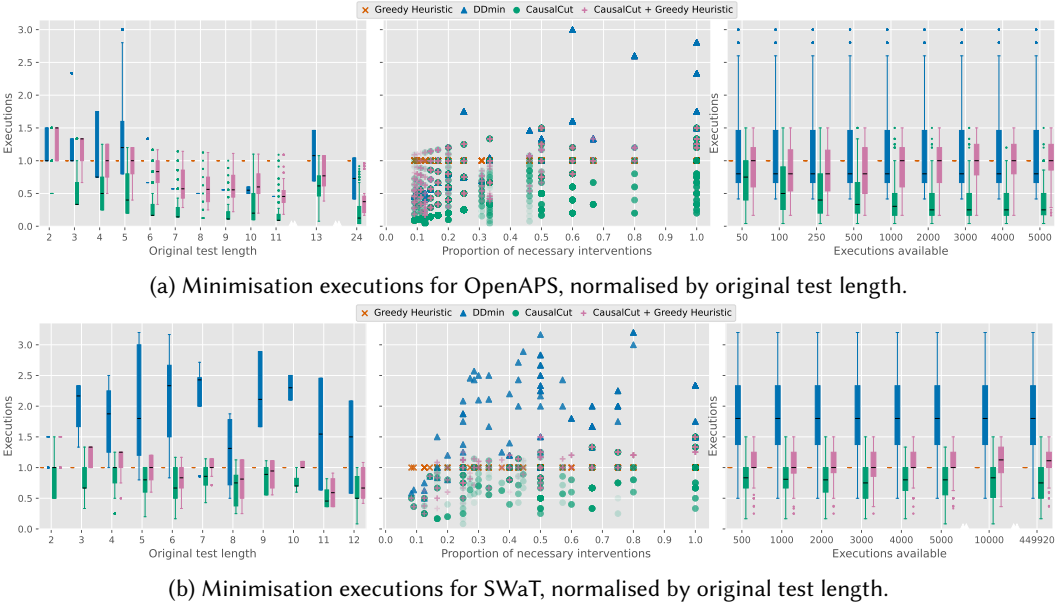 Greedy Heuristic DDmin CausalCut CausalCut + Greedy Heuristic
Executions
3.0
2.5
2.0
1.5
1.0
0.5
0.0
2 3 4 5 6 7 8 9 10 11 13 24
Original test length
0.0 0.1 0.2 0.3 0.4 0.5 0.6 0.7 0.8 0.9 1.0
Proportion of necessary interventions
Executions
50 100 250 500 1000 2000 3000 4000 5000
Executions available
(a) Minimisation executions for OpenAPS, normalised by original test length.
Greedy Heuristic DDmin CausalCut CausalCut + Greedy Heuristic
Executions
3.0
2.5
2.0
1.5
1.0
0.5
0.0
2 3 4 5 6 7 8 9 10 11 12
Original test length
0.0 0.1 0.2 0.3 0.4 0.5 0.6 0.7 0.8 0.9 1.0
Proportion of necessary interventions
Executions
500 1000 2000 3000 4000 5000 10000 449920
Executions available
(b) Minimisation executions for SWaT, normalised by original test length.